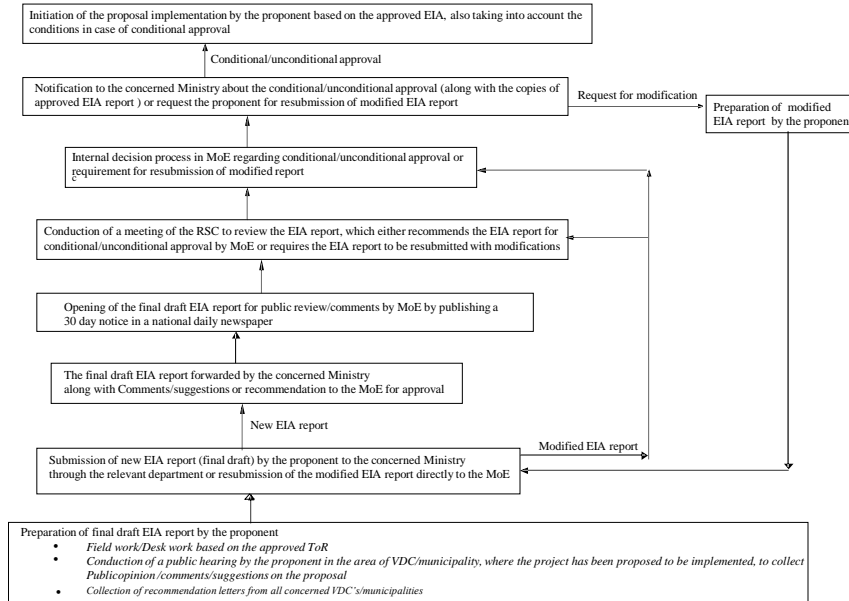 Initiation of the proposal implementation by the proponent based on the approved EIA, also taking into account the
conditions in case of conditional approval
Conditional/unconditional approval
Notification to the concerned Ministry about the conditional/unconditional approval (along with the copies
of approved EIA report ) or request the proponent for resubmission of modified EIA report
Request for modification
Preparation of modified
EIA report by the proponent
Internal decision process in MoE regarding conditional/unconditional approval or
requirement for resubmission of modified report
c
Conduction of a meeting of the RSC to review the EIA report, which either recommends the EIA report for
conditional/unconditional approval by MoE or requires the EIA report to be resubmitted with modifications
Opening of the final draft EIA report for public review/comments by MoE by publishing a
30 day notice in a national daily newspaper
The final draft EIA report forwarded by the concerned Ministry
along with Comments/suggestions or recommendation to the MoE for approval
New EIA report
Modified EIA report
Submission of new EIA report (final draft) by the proponent to the concerned Ministry
through the relevant department or resubmission of the modified EIA report directly to the MoE
Preparation of final draft EIA report by the proponent
• Field work/Desk work based on the approved ToR
• Conduction of a public hearing by the proponent in the area of VDC/municipality, where the project has been proposed to be implemented, to collect
Publicopinion /comments/suggestions on the proposal
• Collection of recommendation letters from all concerned VDC's/municipalities